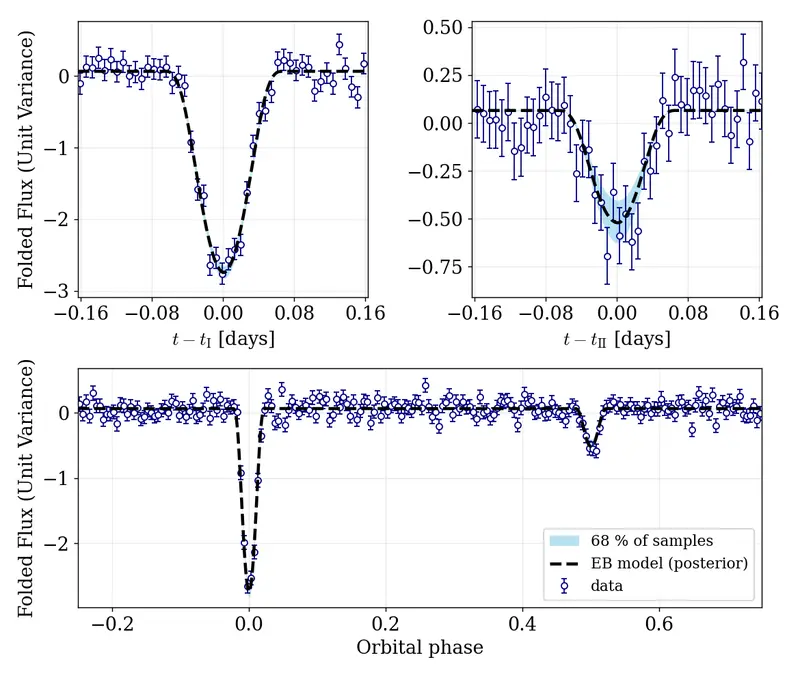 Folded Flux (Unit Variance)
0
−1
−2
−3
−0.16 −0.08 0.00 0.08 0.16
t − tI [days]
0.50
0.25
0.00
−0.25
−0.50
−0.75
−0.16 −0.08 0.00 0.08 0.16
t − tII [days]
Folded Flux (Unit Variance)
0
−1
−2
−0.2 0.0 0.2 0.4 0.6
Orbital phase
68 % of samples
EB model (posterior)
data